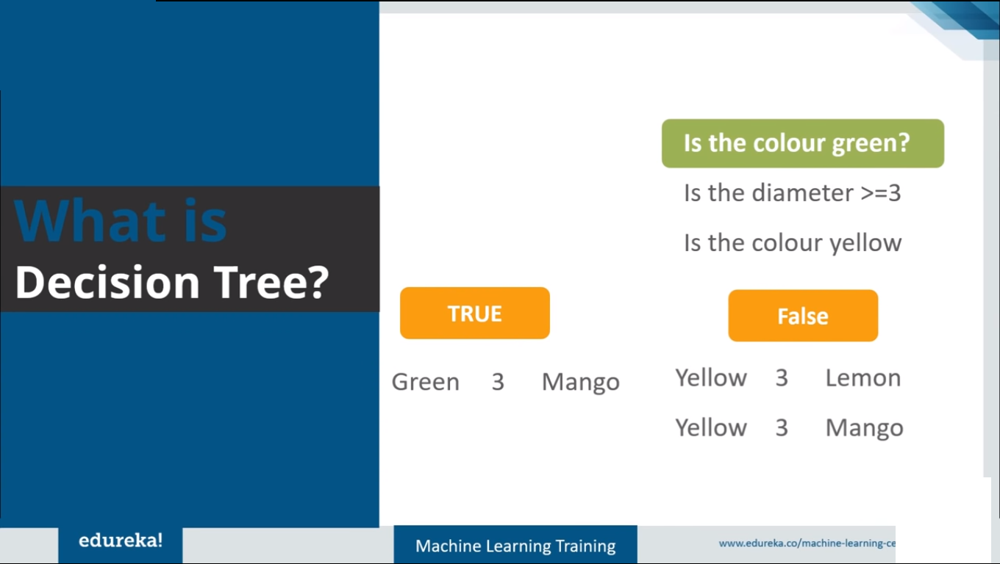 What is
Decision Tree?
Is the colour green?
Is the diameter >=3
Is the colour yellow
TRUE
False
Green 3 Mango
Yellow 3 Lemon
Yellow 3 Mango
edureka!
Machine Learning Training
www.edureka.co/machine-learning-ce